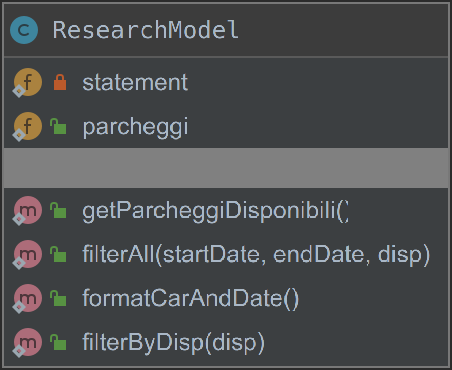 C ResearchModel
f statement
f parcheggi
m getParcheggiDisponibili()
m filterAll(startDate, endDate, disp)
m formatCarAndDate()
m filterByDisp(disp)